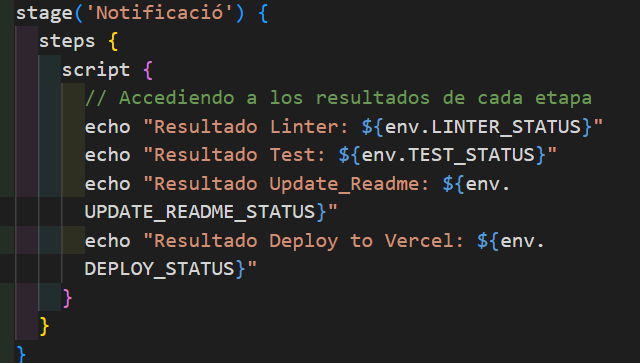 stage('Notificació') {
steps {
script {
// Accediendo a los resultados de cada etapa
echo "Resultado Linter: ${env.LINTER_STATUS}"
echo "Resultado Test: ${env.TEST_STATUS}"
echo "Resultado Update_Readme: ${env.
UPDATE_README_STATUS}"
echo "Resultado Deploy to Vercel: ${env.
DEPLOY_STATUS}"
}
}
}